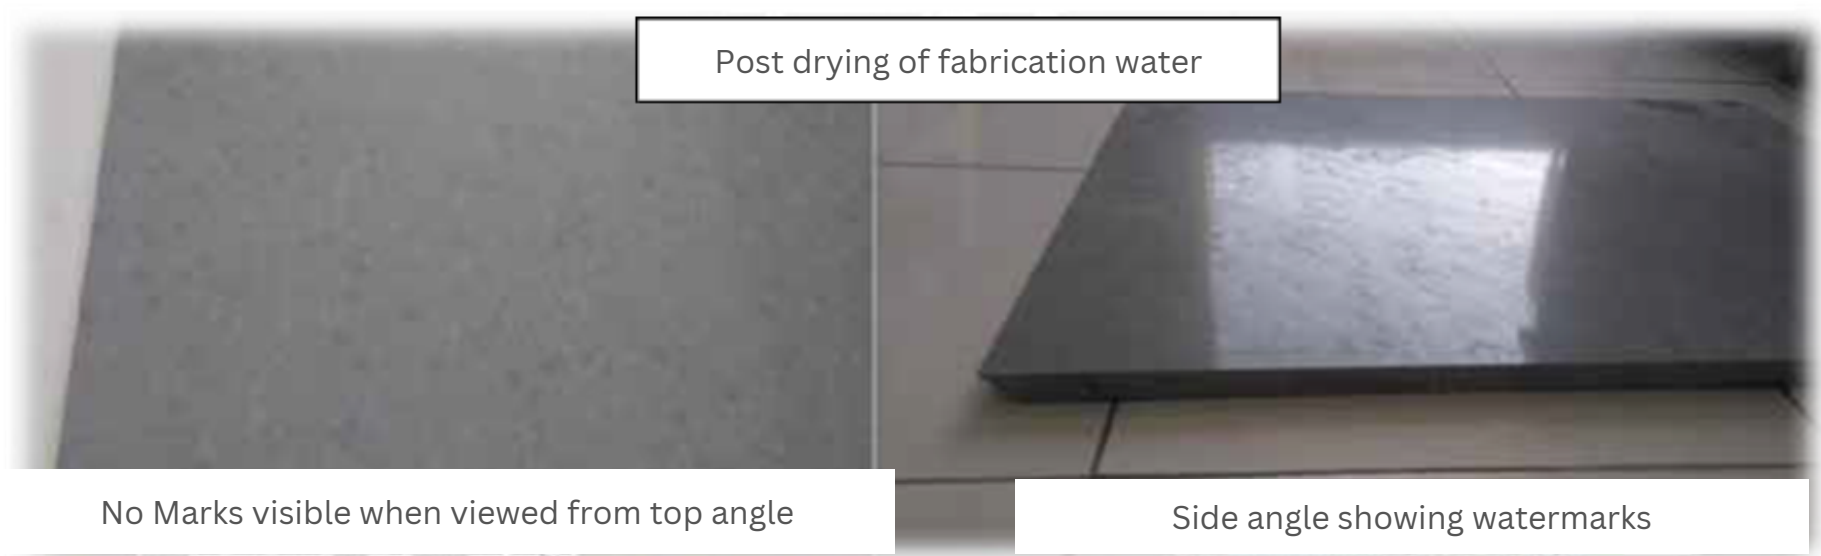 Post drying of fabrication water
No Marks visible when viewed from top angle
Side angle showing watermarks